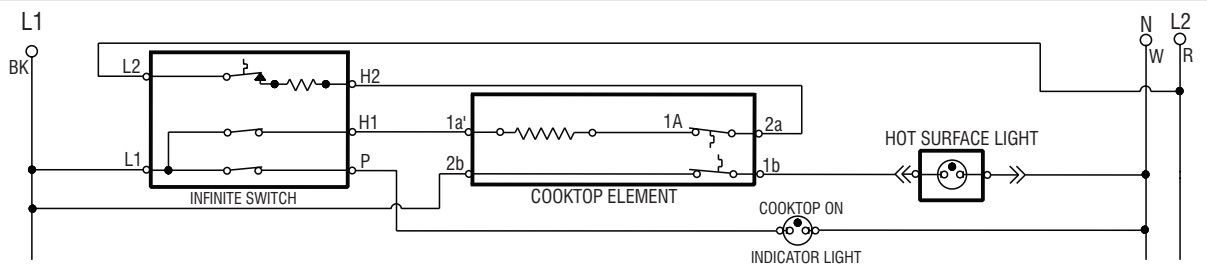 L1
BK
N
L2
W
R
L2
H2
H1
1a'
1A
2a
L1
P
2b
1b
HOT SURFACE LIGHT
INFINITE SWITCH
COOKTOP ELEMENT
COOKTOP ON
INDICATOR LIGHT